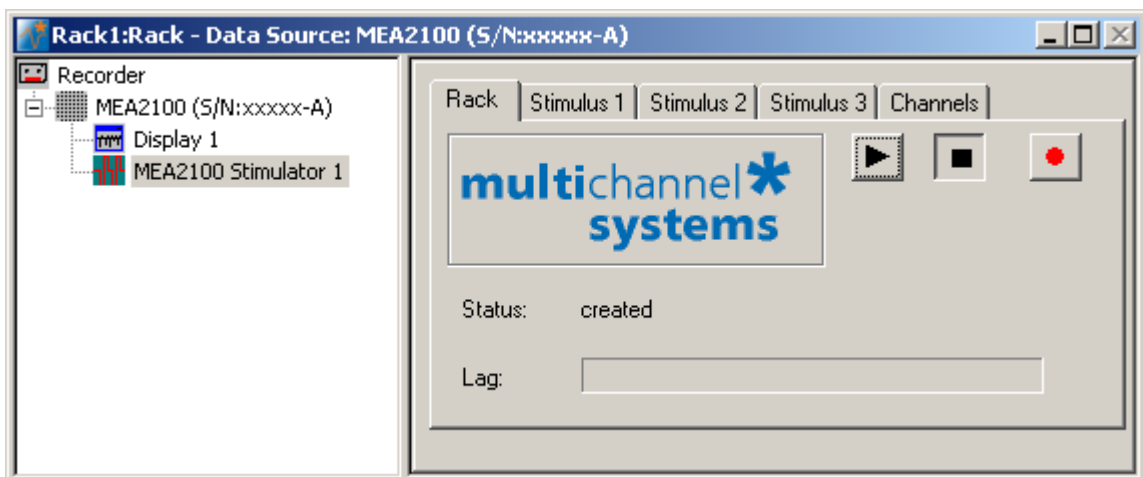 Rack1:Rack - Data Source: MEA2100 (S/N:xxxxx-A)
Recorder
MEA2100 (S/N:xxxxx-A)
Display 1
MEA2100 Stimulator 1
Rack Stimulus 1 Stimulus 2 Stimulus 3 Channels
multichannel*
systems
Status: created
Lag: